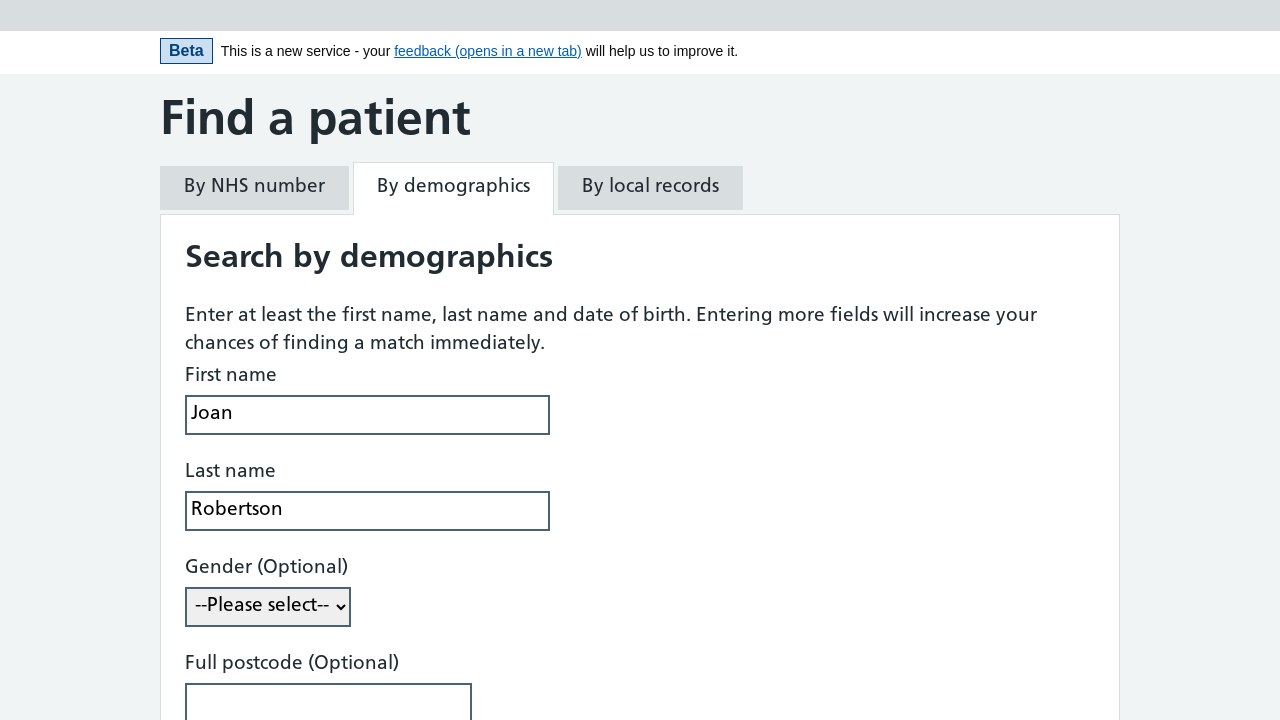 Beta This is a new service - your feedback (opens in a new tab) will help us to improve it.
Find a patient
By NHS number By demographics By local records
Search by demographics
Enter at least the first name, last name and date of birth. Entering more fields will increase your
chances of finding a match immediately.
First name
Joan
Last name
Robertson
Gender (Optional)
--Please select--
Full postcode (Optional)